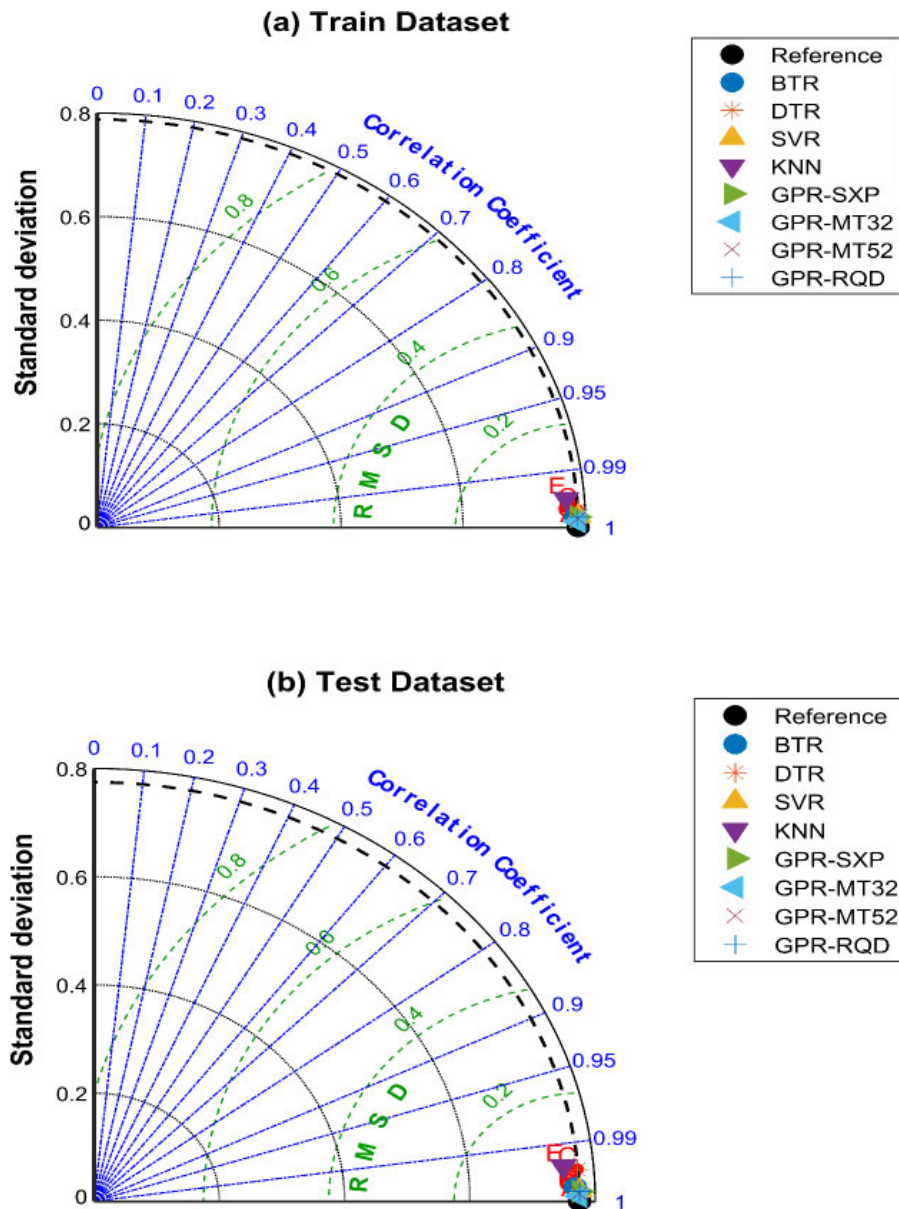 (a) Train Dataset
Reference
BTR
DTR
SVR
KNN
GPR-SXP
GPR-MT32
GPR-MT52
GPR-RQD
0
0.1
0.2
0.3
0.4
0.5
0.6
0.7
0.8
0.9
0.95
0.99
1
Correlation Coefficient
Standard deviation
0.8
0.6
0.4
0.2
0
0.8
0.6
0.4
0.2
R M S D
E
(b) Test Dataset
Reference
BTR
DTR
SVR
KNN
GPR-SXP
GPR-MT32
GPR-MT52
GPR-RQD
0
0.1
0.2
0.3
0.4
0.5
0.6
0.7
0.8
0.9
0.95
0.99
1
Correlation Coefficient
Standard deviation
0.8
0.6
0.4
0.2
0
0.8
0.6
0.4
0.2
R M S D